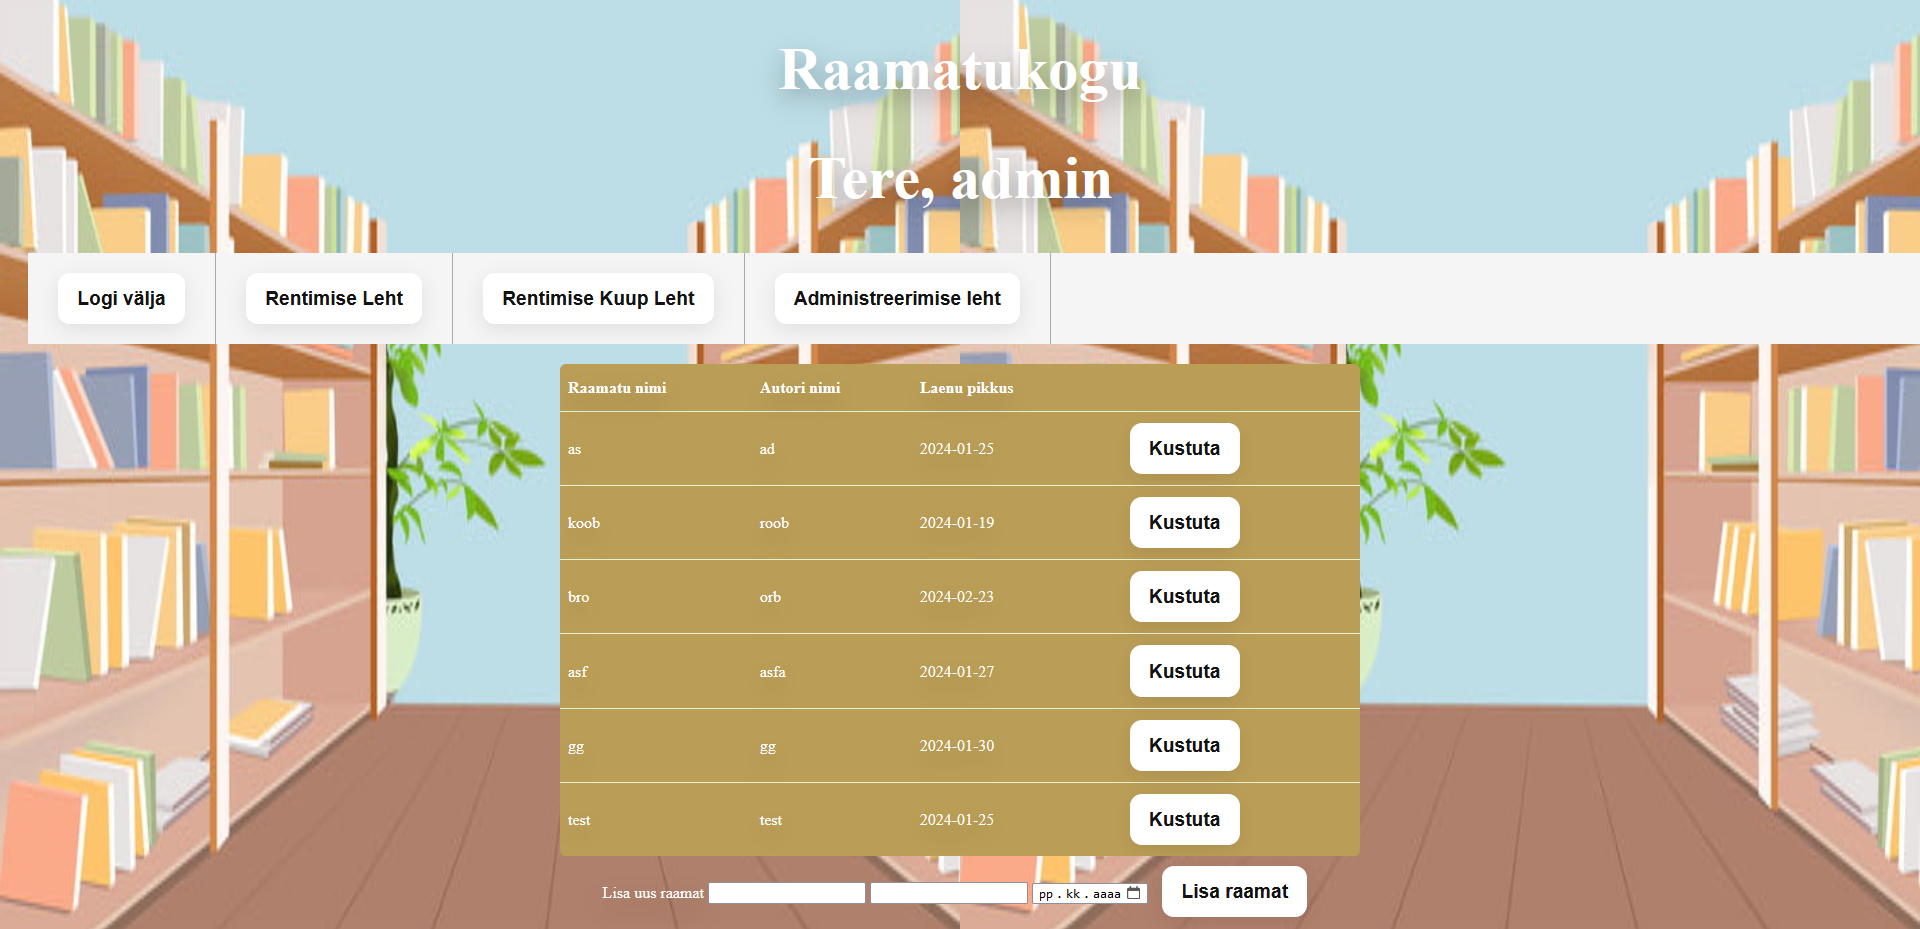 Raamatukogu
Tere, admin
Logi välja Rentimise Leht Rentimise Kuup Leht Administreerimise leht
Raamatu nimi Autori nimi Laenu pikkus
as ad 2024-01-25 Kustuta
koob roob 2024-01-19 Kustuta
bro orb 2024-02-23 Kustuta
asf asfa 2024-01-27 Kustuta
gg gg 2024-01-30 Kustuta
test test 2024-01-25 Kustuta
Lisa uus raamat pp.kk.aaaa Lisa raamat